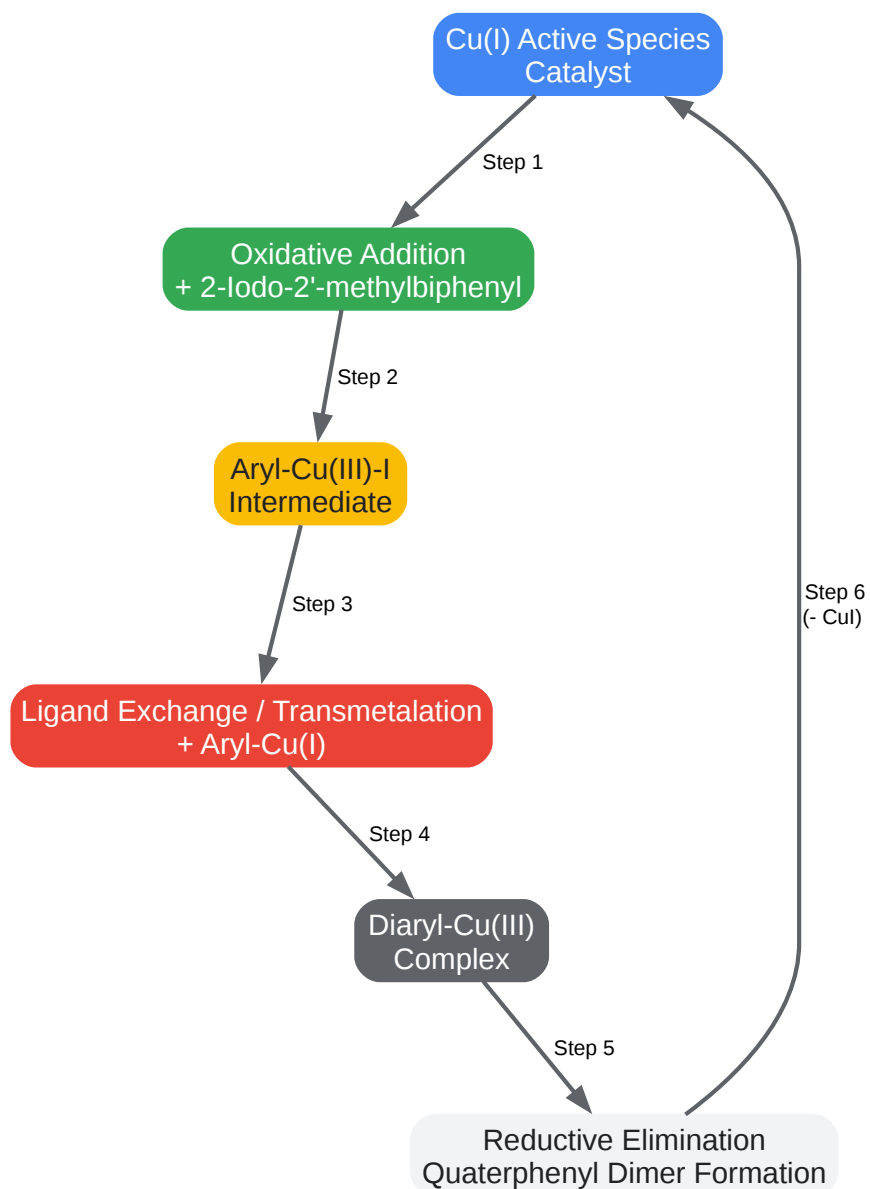 Cu(I) Active Species
Catalyst
Step 1
Oxidative Addition
+ 2-Iodo-2'-methylbiphenyl
Step 2
Aryl-Cu(III)-I
Intermediate
Step 3
Step 6
(- CuI)
Ligand Exchange / Transmetalation
+ Aryl-Cu(I)
Step 4
Diaryl-Cu(III)
Complex
Step 5
Reductive Elimination
Quaterphenyl Dimer Formation